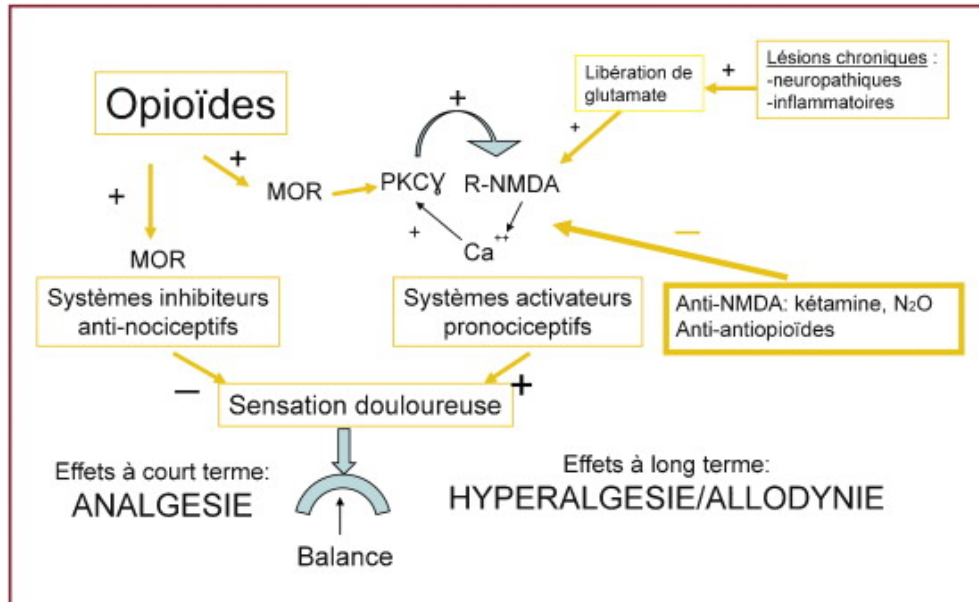 Opioïdes
+
+
MOR
MOR
Systèmes inhibiteurs
anti-nociceptifs
+
PKCɣ
R-NMDA
+
Ca++
Libération de
glutamate
+
+
Lésions chroniques :
-neuropathiques
-inflammatoires
Systèmes activateurs
pronociceptifs
—
Anti-NMDA: kétamine, N₂O
Anti-antiopioïdes
—
Sensation douloureuse
+
Effets à court terme:
ANALGESIE
Effets à long terme:
HYPERALGESIE/ALLODYNIE
Balance